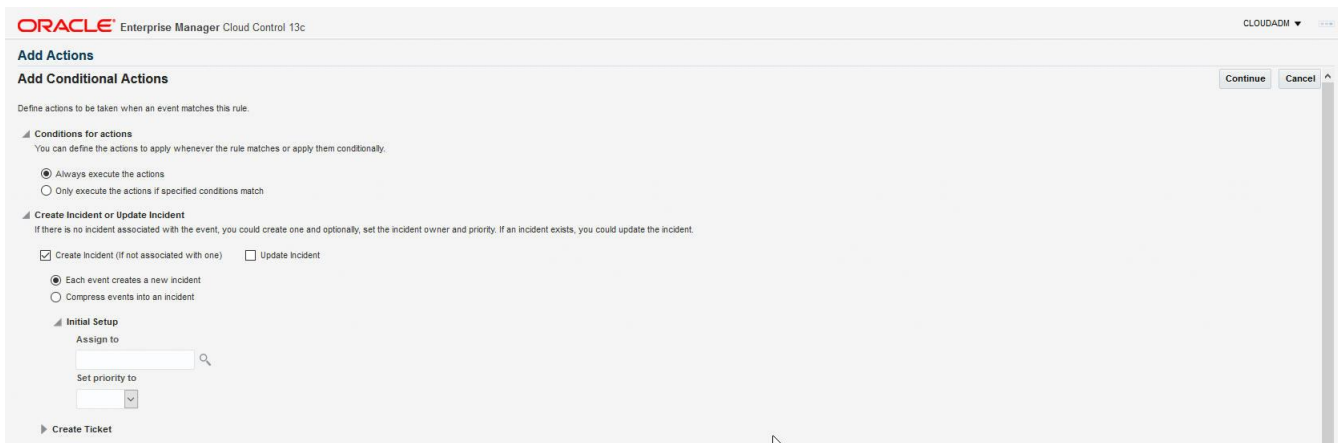 ORACLE Enterprise Manager Cloud Control 13c
CLOUDADM
Add Actions
Add Conditional Actions
Continue Cancel
Define actions to be taken when an event matches this rule.
Conditions for actions
You can define the actions to apply whenever the rule matches or apply them conditionally.
Always execute the actions
Only execute the actions if specified conditions match
Create Incident or Update Incident
If there is no incident associated with the event, you could create one and optionally, set the incident owner and priority. If an incident exists, you could update the incident.
Create Incident (If not associated with one) Update Incident
Each event creates a new incident
Compress events into an incident
Initial Setup
Assign to
Set priority to
Create Ticket